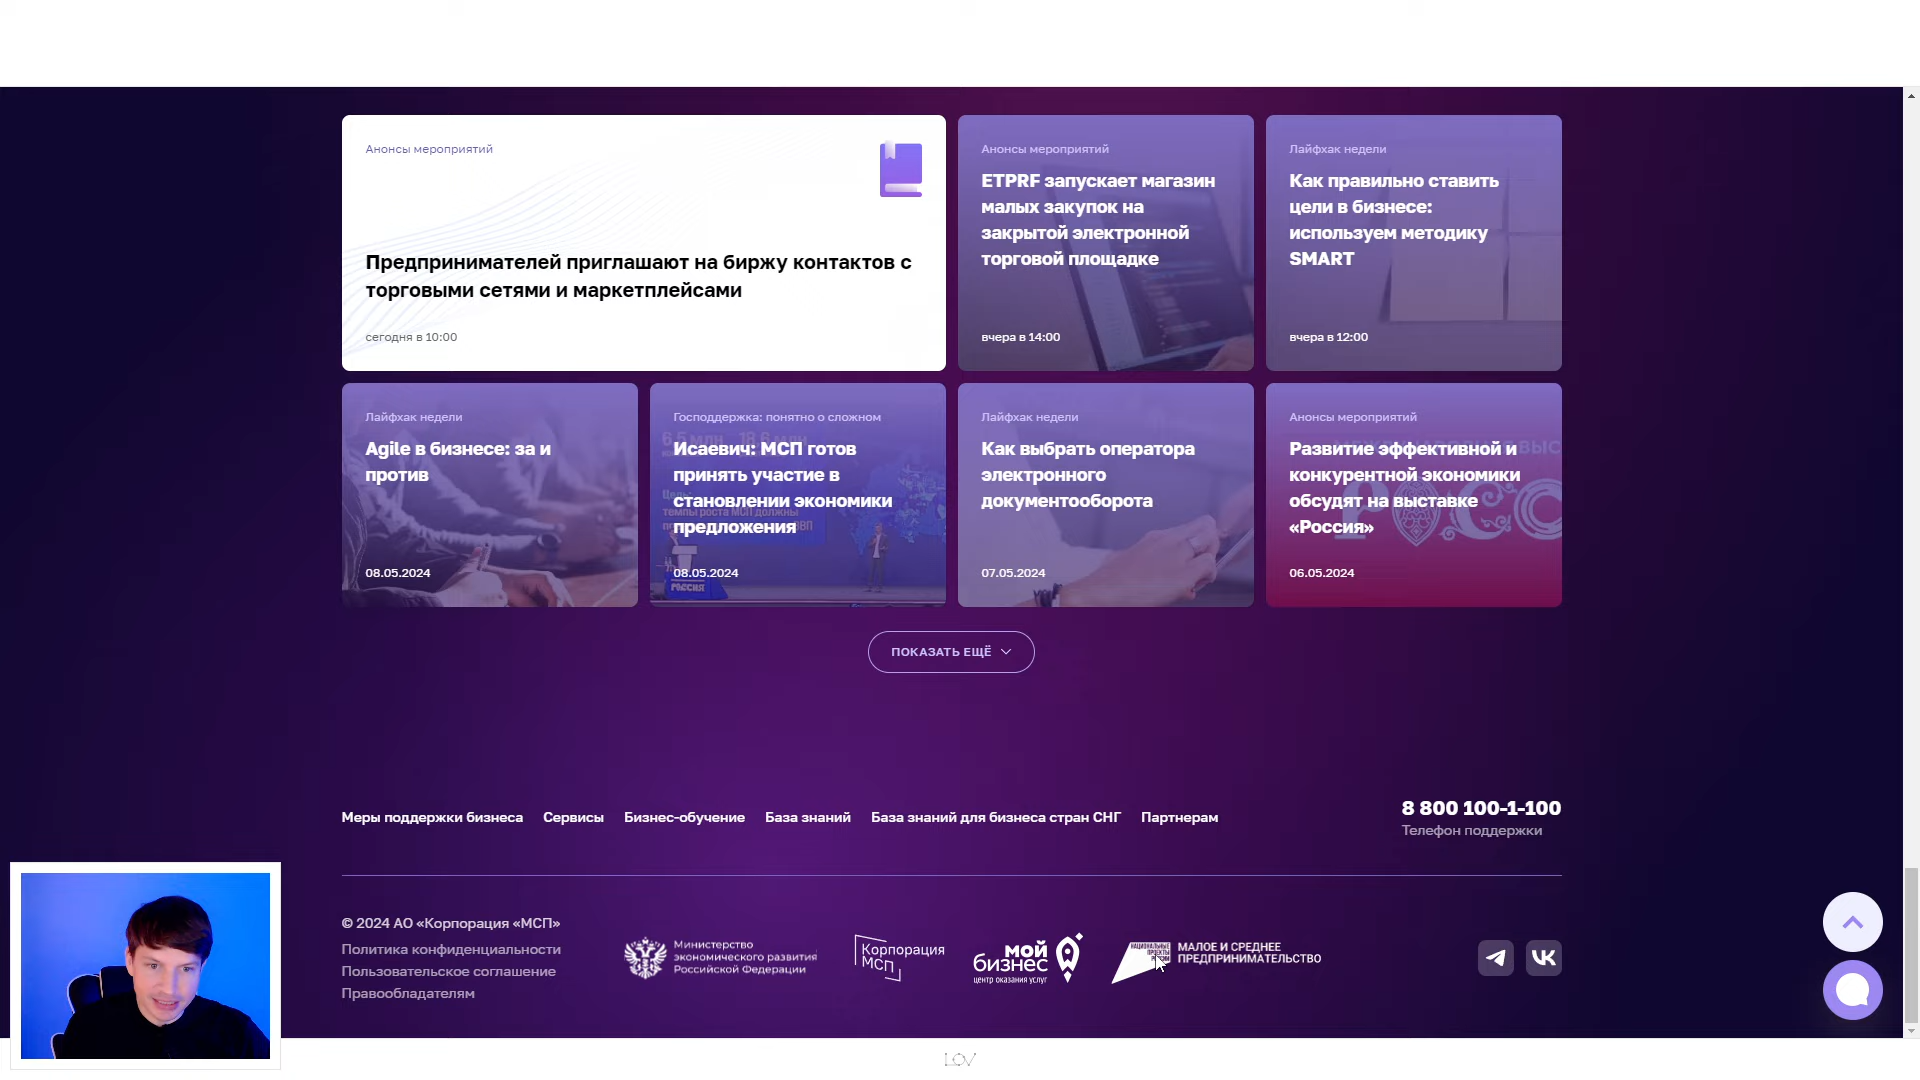 Анонсы мероприятий
Предпринимателей приглашают на биржу контактов с
торговыми сетями и маркетплейсами
сегодня в 10:00
Анонсы мероприятий
ETPRF запускает магазин
малых закупок на
закрытой электронной
торговой площадке
вчера в 14:00
Лайфхак недели
Как правильно ставить
цели в бизнесе:
используем методику
SMART
вчера в 12:00
Лайфхак недели
Agile в бизнесе: за и
против
08.05.2024
Господдержка: понятно о сложном
Исаевич: МСП готов
принять участие в
становлении экономики
предложения
08.05.2024
РОССИЯ
Лайфхак недели
Как выбрать оператора
электронного
документооборота
07.05.2024
Анонсы мероприятий
Развитие эффективной и
конкурентной экономики
обсудят на выставке
«Россия»
06.05.2024
ПОКАЗАТЬ ЕЩЁ
Меры поддержки бизнеса Сервисы Бизнес-обучение База знаний База знаний для бизнеса стран СНГ Партнерам
8 800 100-1-100
Телефон поддержки
© 2024 АО «Корпорация «МСП»
Политика конфиденциальности
Пользовательское соглашение
Правообладателям
Министерство
экономического развития
Российской Федерации
Корпорация
МСП
мой
бизнес
центр оказания услуг
НАЦИОНАЛЬНЫЕ
ПРОЕКТЫ
МАЛОЕ И СРЕДНЕЕ
ПРЕДПРИНИМАТЕЛЬСТВО
LOV